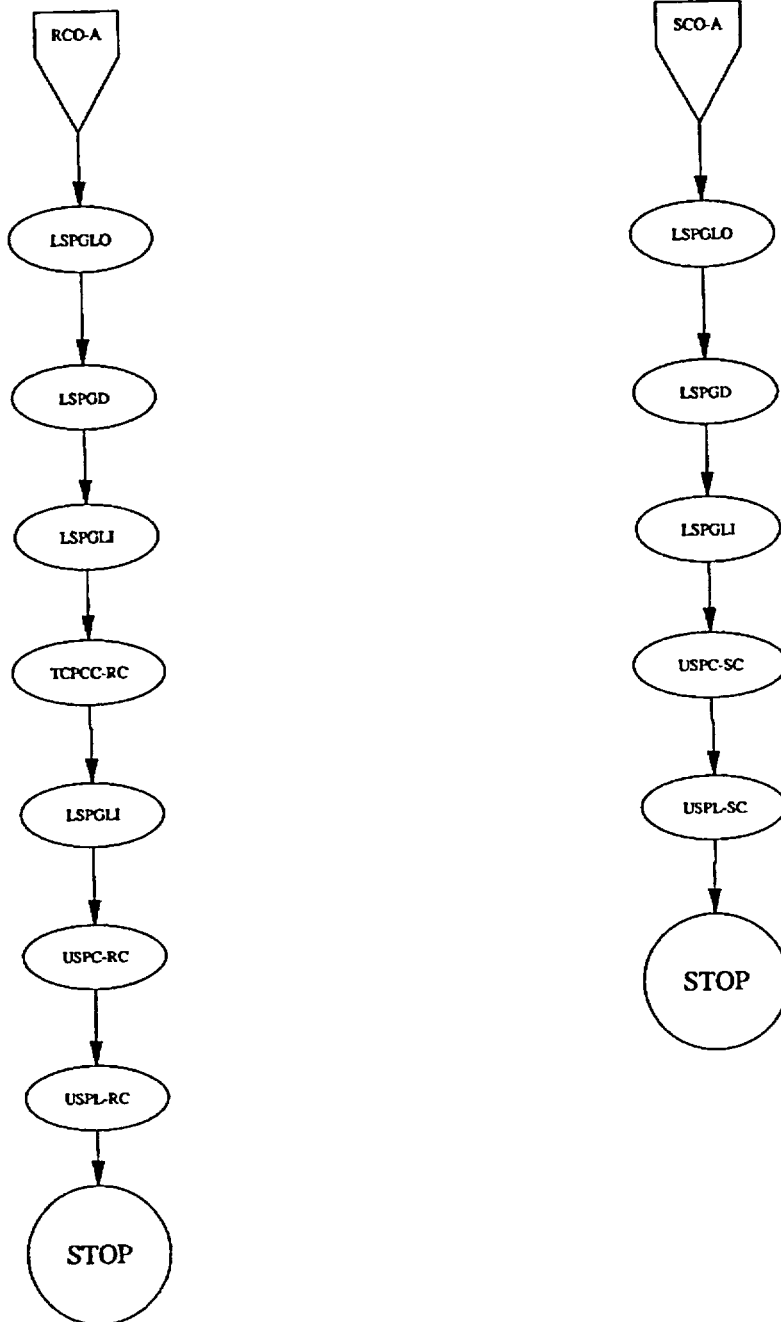 RCO-A
LSPGLO
LSPGD
LSPGLI
TCPCC-RC
LSPGLI
USPC-RC
USPL-RC
STOP
SCO-A
LSPGLO
LSPGD
LSPGLI
USPC-SC
USPL-SC
STOP